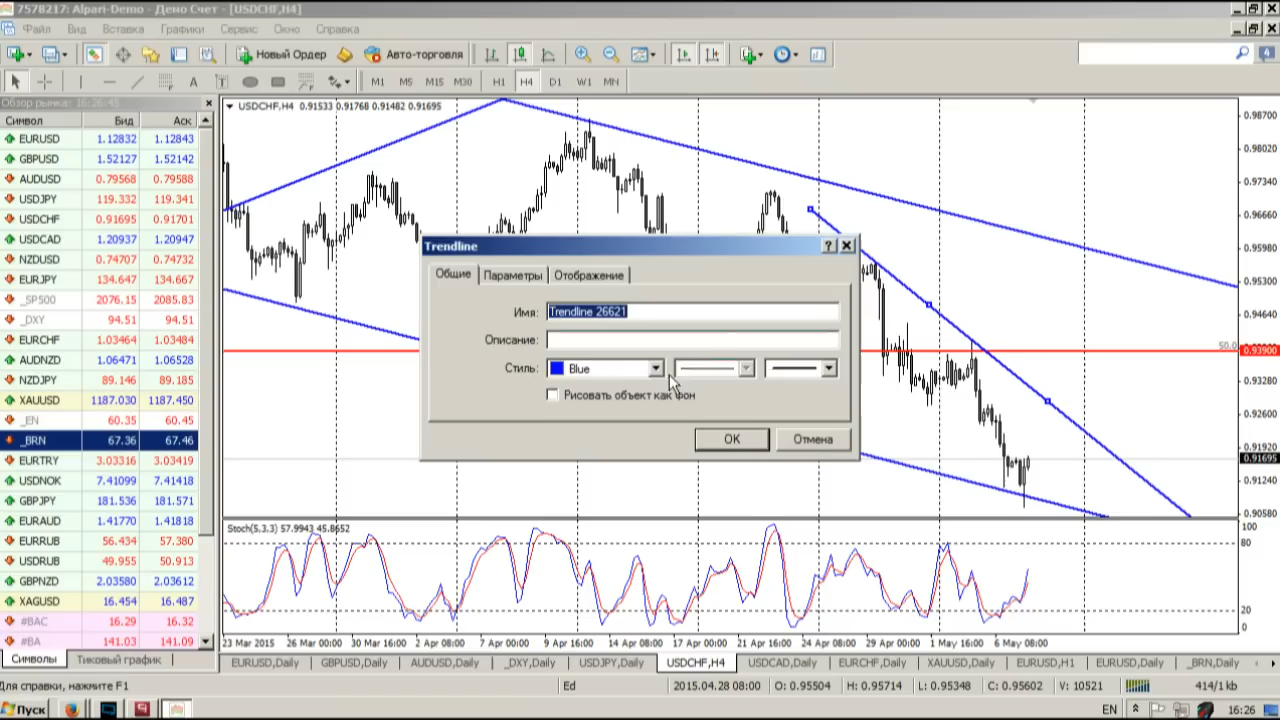 7578217: Alpari-Demo - Демо Счет - [USDCHF,H4]
Файл Вид Вставка Графики Сервис Окно Справка
Новый Ордер Авто-торговля
4
A T M1 M5 M15 M30 H1 H4 D1 W1 MN
Обзор рынка: 16:26:45
Символ Бид Аск
EURUSD 1.12832 1.12843
GBPUSD 1.52127 1.52142
AUDUSD 0.79568 0.79588
USDJPY 119.332 119.341
USDCHF 0.91695 0.91701
USDCAD 1.20937 1.20947
NZDUSD 0.74707 0.74732
EURJPY 134.647 134.667
_SP500 2076.15 2085.83
_DXY 94.51 94.51
EURCHF 1.03464 1.03484
AUDNZD 1.06471 1.06528
NZDJPY 89.146 89.185
XAUUSD 1187.030 1187.450
_EN 60.35 60.45
_BRN 67.36 67.46
EURTRY 3.03316 3.03419
USDNOK 7.41099 7.41418
GBPJPY 181.536 181.571
EURAUD 1.41770 1.41818
EURRUB 56.434 57.380
USDRUB 49.955 50.913
GBPNZD 2.03580 2.03612
XAGUSD 16.454 16.487
#BAC 16.29 16.32
#BA 141.03 141.09
Символы Тиковый график
USDCHF,H4 0.91533 0.91768 0.91482 0.91695
0.98700
0.98020
0.97340
0.96660
0.95980
0.95300
0.94640
50.0
0.93900
0.93280
0.92600
0.91920
0.91695
0.91240
0.90580
Trendline
Общие Параметры Отображение
Имя: Trendline 26621
Описание:
Стиль: Blue
Рисовать объект как фон
OK Отмена
Stoch(5,3,3) 57.9943 45.8652
100
80
20
0
23 Mar 2015 26 Mar 00:00 30 Mar 16:00 2 Apr 08:00 7 Apr 00:00 9 Apr 16:00 14 Apr 08:00 17 Apr 00:00 21 Apr 16:00 24 Apr 08:00 29 Apr 00:00 1 May 16:00 6 May 08:00
EURUSD,Daily GBPUSD,Daily AUDUSD,Daily _DXY,Daily USDJPY,Daily USDCHF,H4 USDCAD,Daily EURCHF,Daily XAUUSD,Daily EURUSD,H1 EURUSD,Daily _BRN,Daily
Для справки, нажмите F1 Ed 2015.04.28 08:00 O: 0.95504 H: 0.95714 L: 0.95348 C: 0.95602 V: 10521 414/1 kb
Пуск EN 16:26